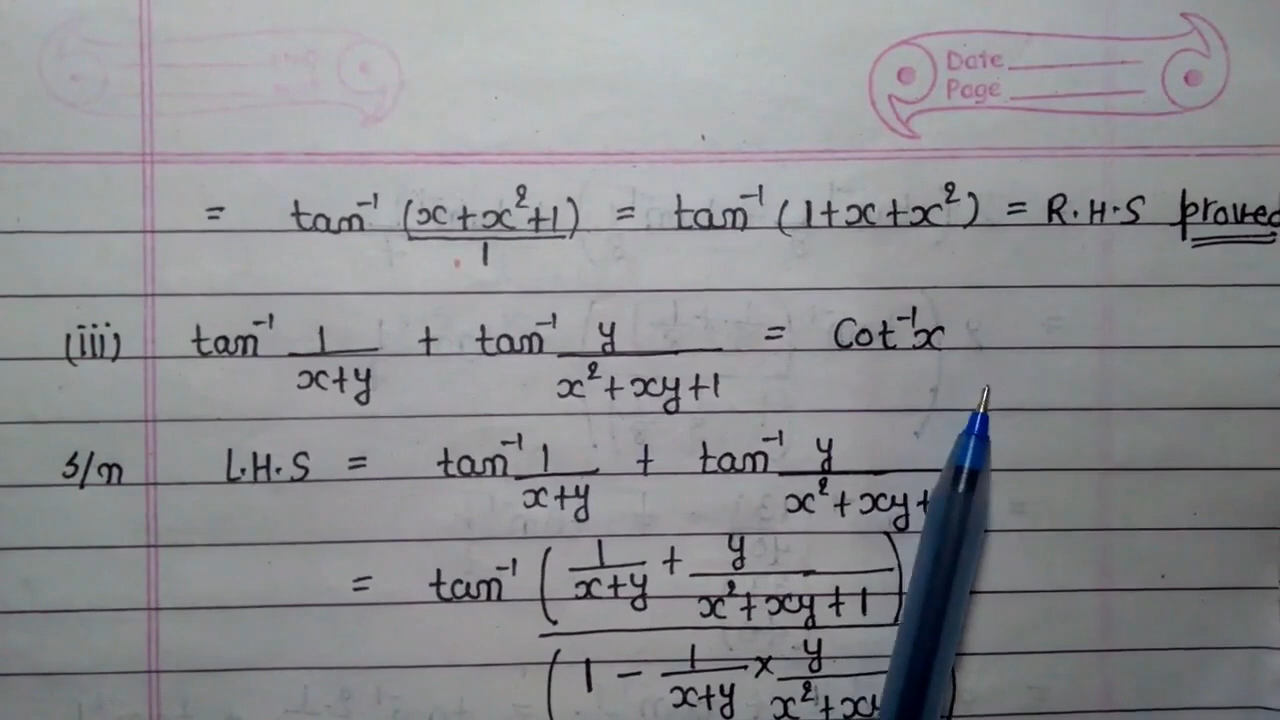 Date
Page
= tan⁻¹ (x+x²+1)/1 = tan⁻¹ (1+x+x²) = R.H.S proved
(iii) tan⁻¹ 1/(x+y) + tan⁻¹ y/(x²+xy+1) = Cot⁻¹x
s/n L.H.S = tan⁻¹ 1/(x+y) + tan⁻¹ y/(x²+xy+
= tan⁻¹ (1/(x+y) + y/(x²+xy+1))
(1 - 1/(x+y) × y/(x²+xy